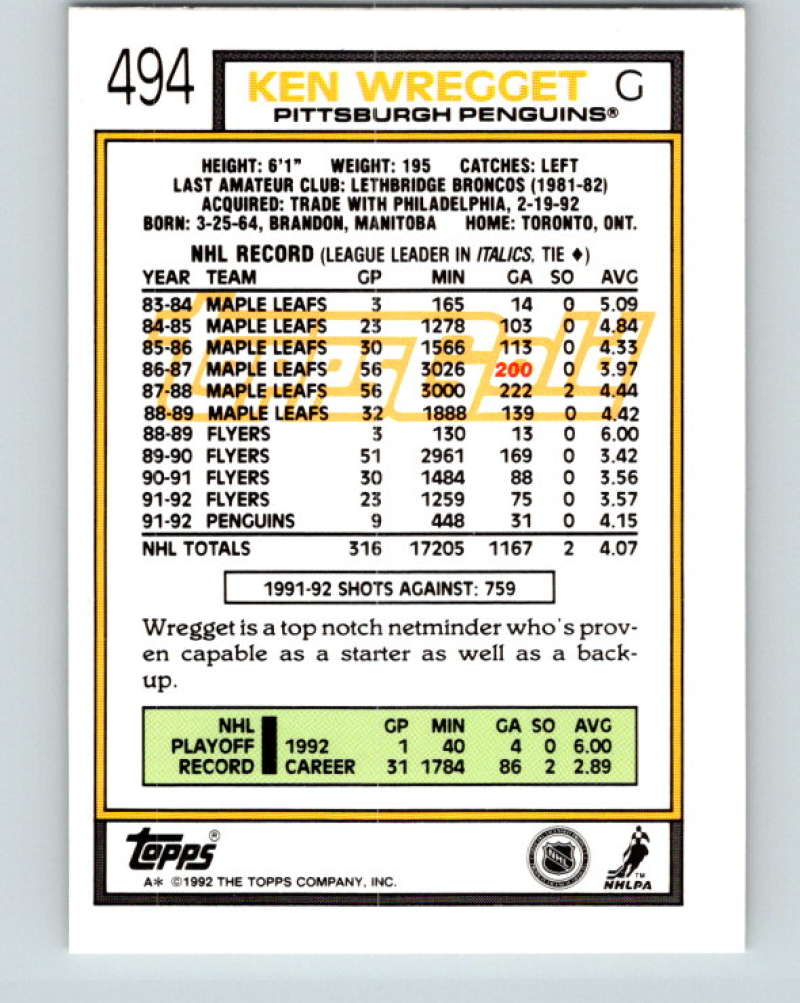 494
KEN WREGGET G
PITTSBURGH PENGUINS®
HEIGHT: 6'1" WEIGHT: 195 CATCHES: LEFT
LAST AMATEUR CLUB: LETHBRIDGE BRONCOS (1981-82)
ACQUIRED: TRADE WITH PHILADELPHIA, 2-19-92
BORN: 3-25-64, BRANDON, MANITOBA HOME: TORONTO, ONT.
NHL RECORD (LEAGUE LEADER IN ITALICS, TIE ♦)
YEAR TEAM GP MIN GA SO AVG
83-84 MAPLE LEAFS 3 165 14 0 5.09
84-85 MAPLE LEAFS 23 1278 103 0 4.84
85-86 MAPLE LEAFS 30 1566 113 0 4.33
86-87 MAPLE LEAFS 56 3026 200 0 3.97
87-88 MAPLE LEAFS 56 3000 222 2 4.44
88-89 MAPLE LEAFS 32 1888 139 0 4.42
88-89 FLYERS 3 130 13 0 6.00
89-90 FLYERS 51 2961 169 0 3.42
90-91 FLYERS 30 1484 88 0 3.56
91-92 FLYERS 23 1259 75 0 3.57
91-92 PENGUINS 9 448 31 0 4.15
NHL TOTALS 316 17205 1167 2 4.07
Topps Gold
1991-92 SHOTS AGAINST: 759
Wregget is a top notch netminder who's prov-
en capable as a starter as well as a back-
up.
NHL GP MIN GA SO AVG
PLAYOFF 1992 1 40 4 0 6.00
RECORD CAREER 31 1784 86 2 2.89
Topps®
A* ©1992 THE TOPPS COMPANY, INC.
NHL
TM
NHLPA